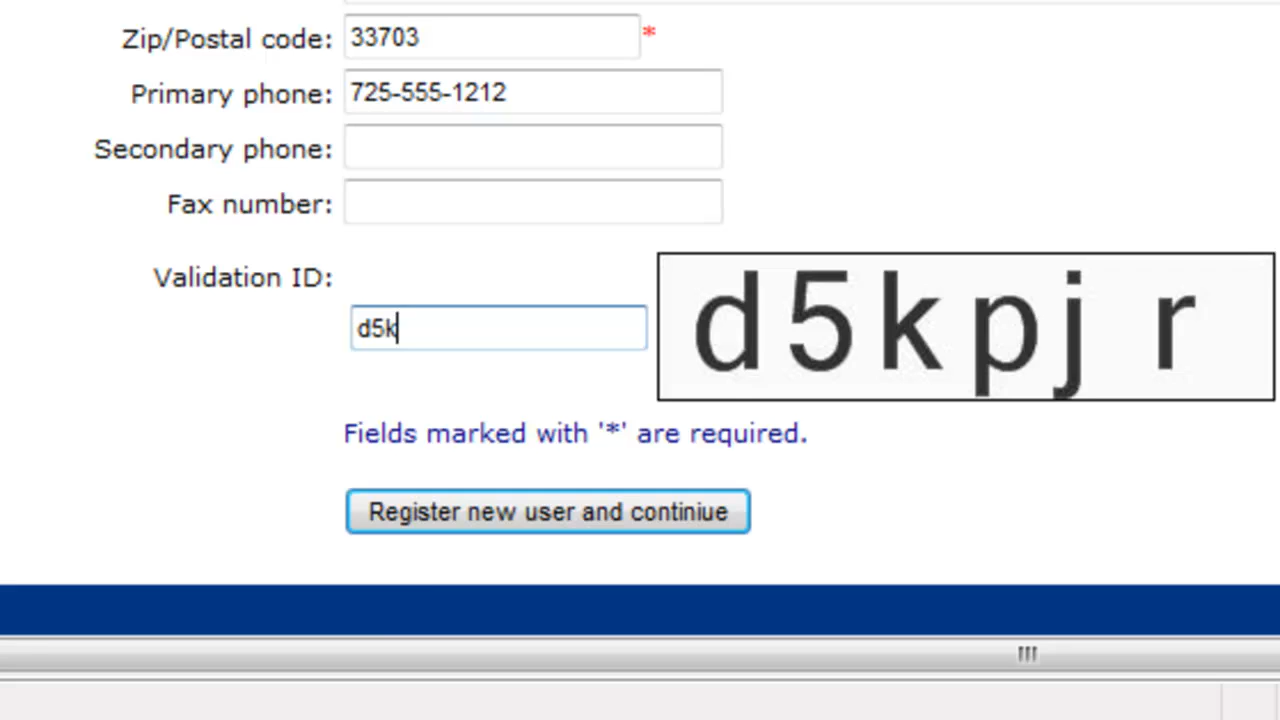 Zip/Postal code: 33703 *
Primary phone: 725-555-1212
Secondary phone:
Fax number:
Validation ID:
d5k
d5kpj r
Fields marked with '*' are required.
Register new user and continiue